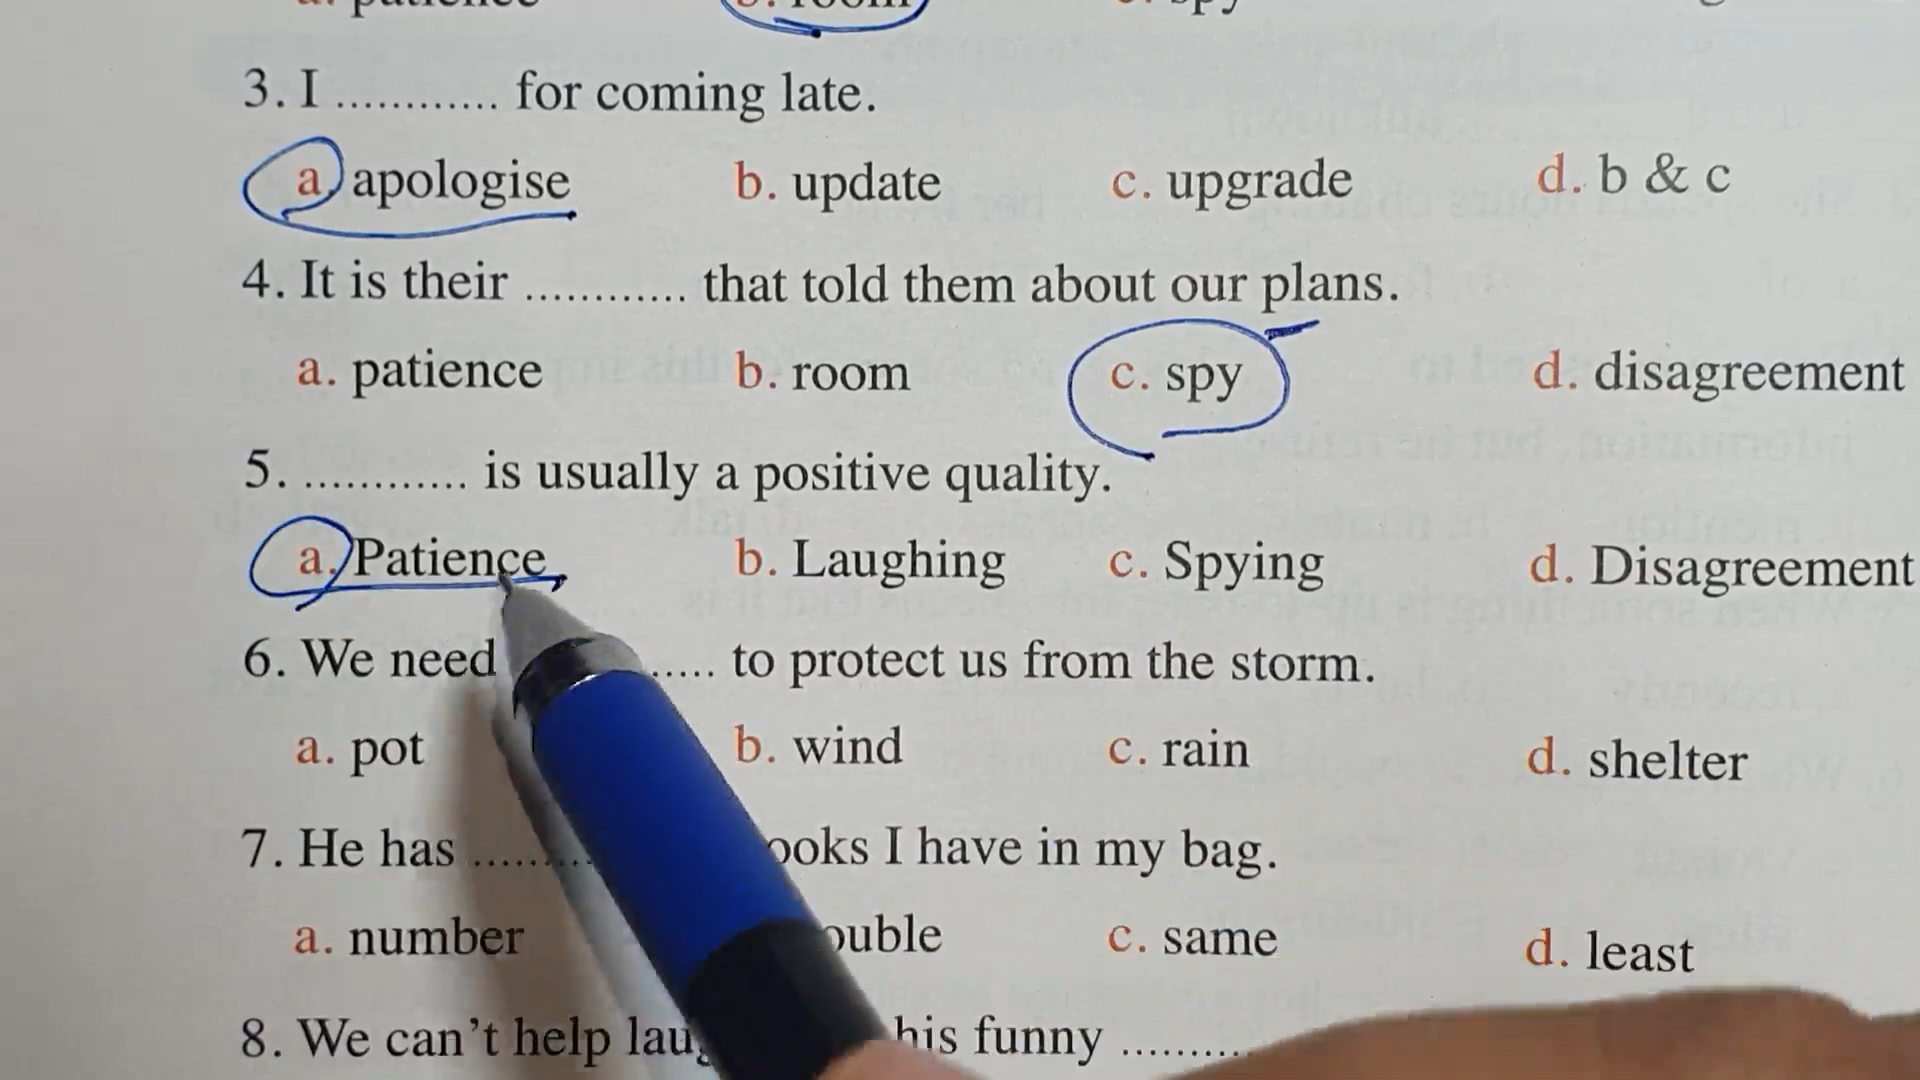 a. patience b. room c. spy
3. I ............ for coming late.
a. apologise b. update c. upgrade d. b & c
4. It is their ............ that told them about our plans.
a. patience b. room c. spy d. disagreement
5. ............ is usually a positive quality.
a. Patience b. Laughing c. Spying d. Disagreement
6. We need ...... to protect us from the storm.
a. pot b. wind c. rain d. shelter
7. He has ......... I have in my bag.
a. number c. same d. least
8. We can't help his funny ..........